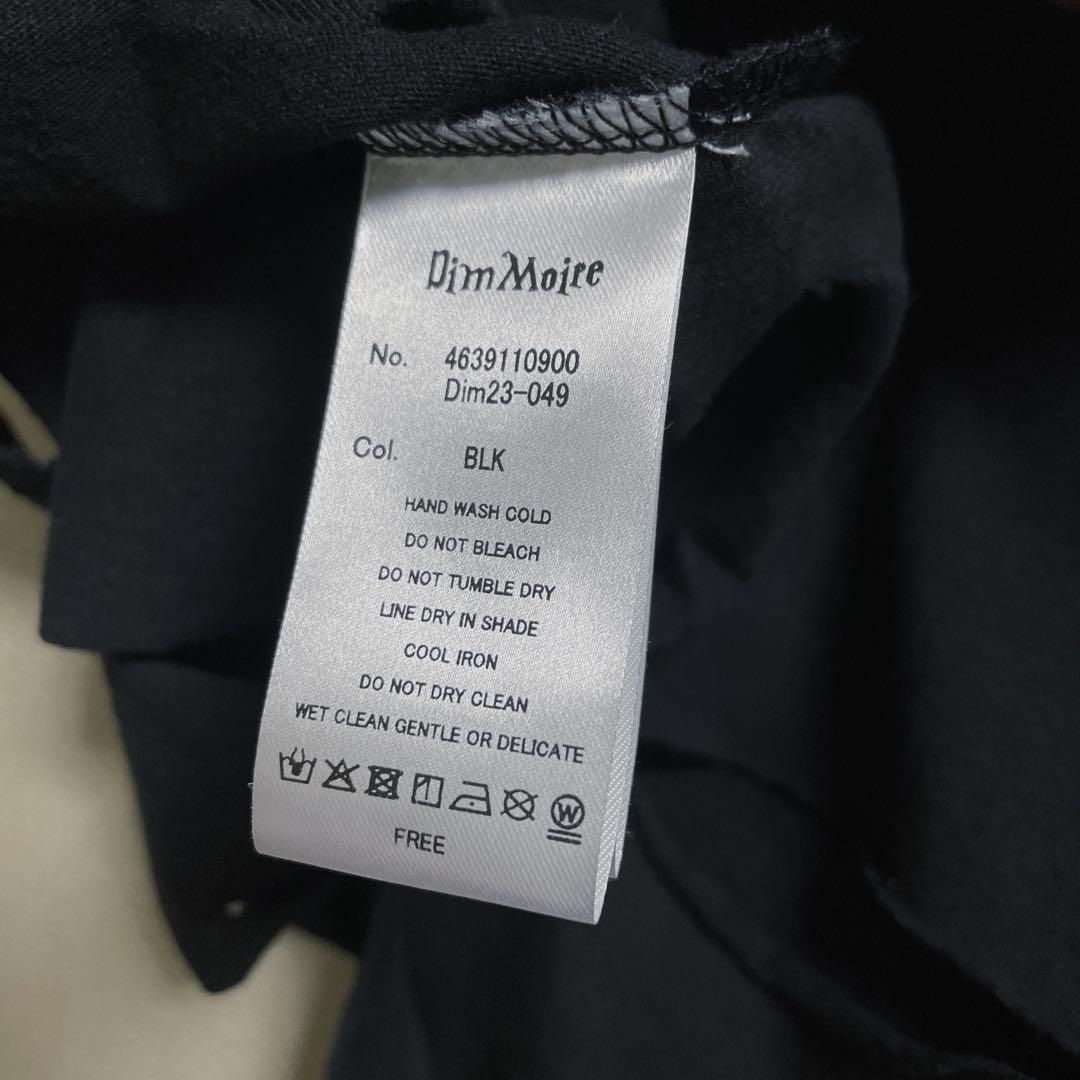 DimMoire
No. 4639110900
Dim23-049
Col. BLK
HAND WASH COLD
DO NOT BLEACH
DO NOT TUMBLE DRY
LINE DRY IN SHADE
COOL IRON
DO NOT DRY CLEAN
WET CLEAN GENTLE OR DELICATE
W
FREE